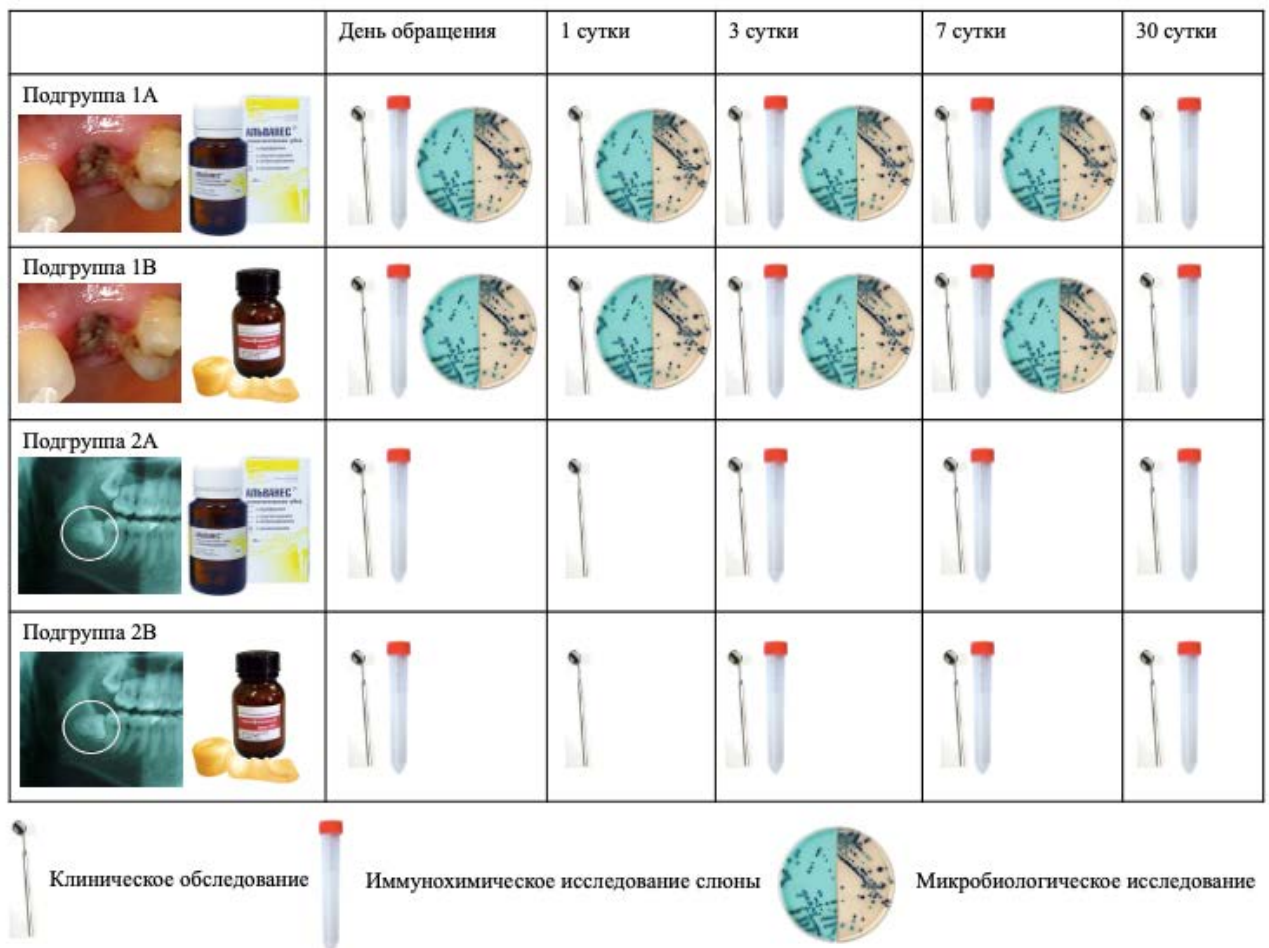 День обращения 1 сутки 3 сутки 7 сутки 30 сутки
Подгруппа 1А
АЛЬВАНЕС
Подгруппа 1В
Подгруппа 2А
АЛЬВАНЕС
Подгруппа 2В
Клиническое обследование Иммунохимическое исследование слюны Микробиологическое исследование